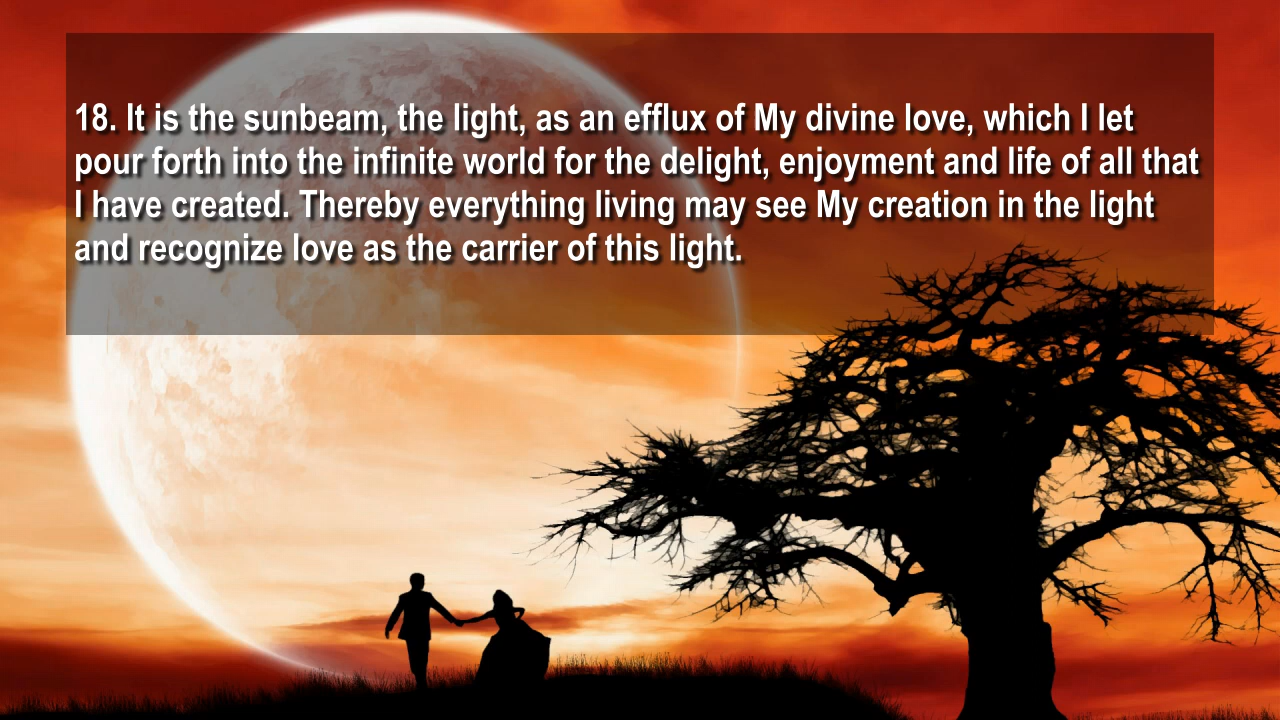 18. It is the sunbeam, the light, as an efflux of My divine love, which I let
pour forth into the infinite world for the delight, enjoyment and life of all that
I have created. Thereby everything living may see My creation in the light
and recognize love as the carrier of this light.